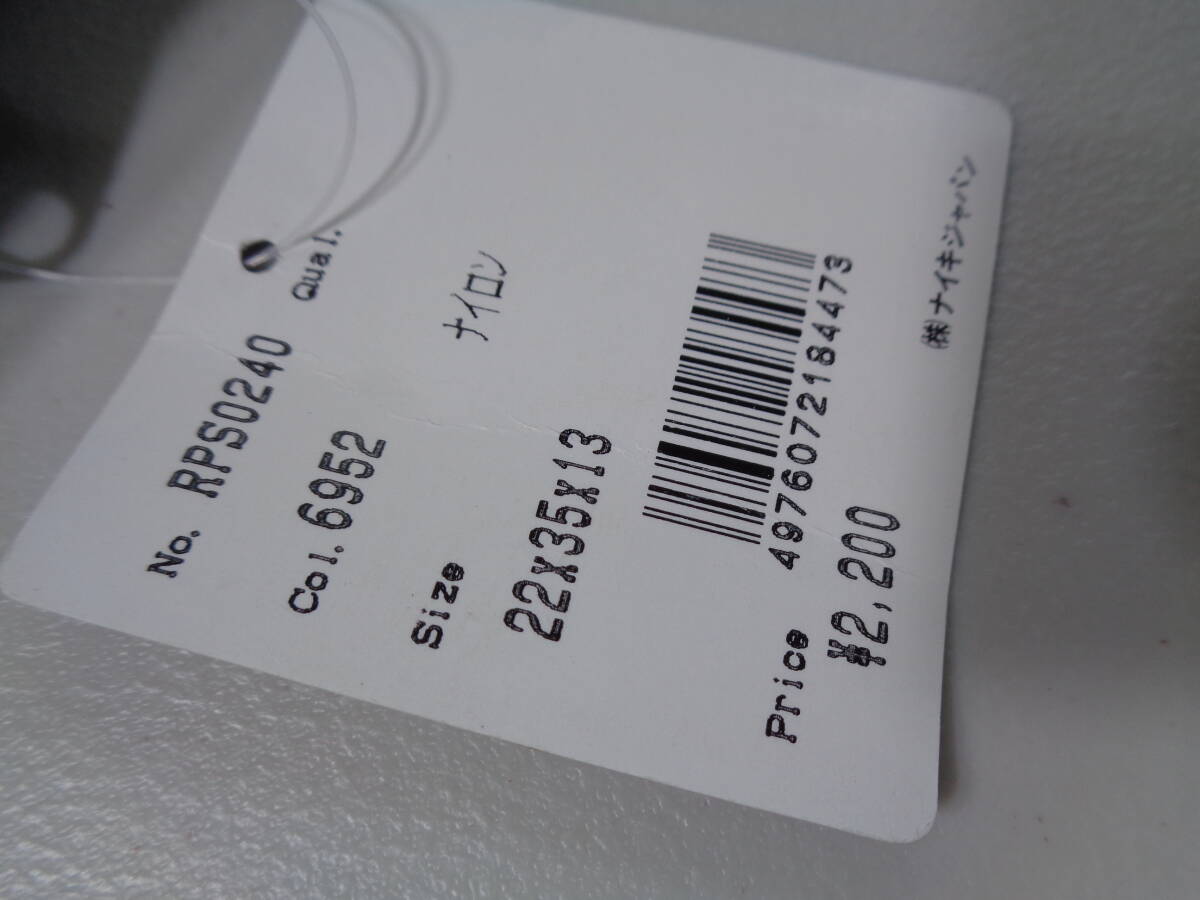 No. RPS0240 Qual.
Col. 6952
ナイロン
Size
22x35x13
4976072184473
Price
¥2,200
㈱ナイキジャパン